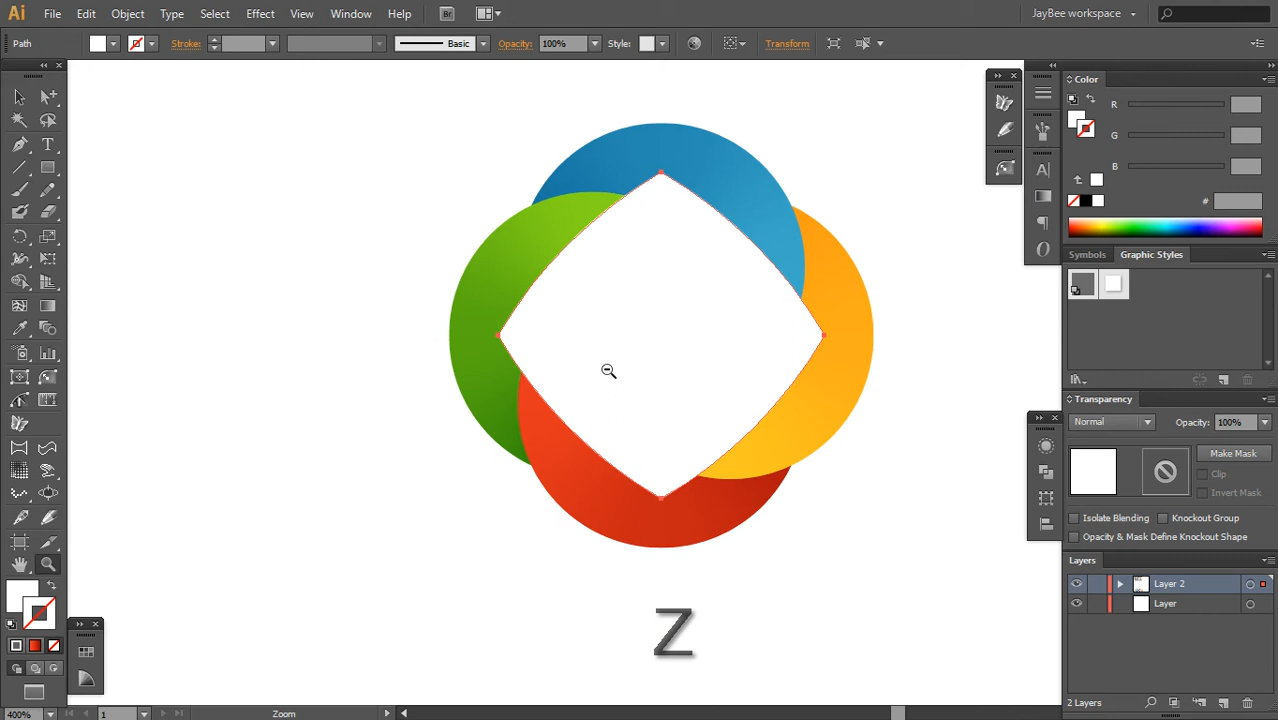 Ai File Edit Object Type Select Effect View Window Help Br JayBee workspace
Path Stroke: Basic Opacity: 100% Style: Transform
Color
R
G
B
#
Symbols Graphic Styles
Transparency
Normal Opacity: 100%
Make Mask
Clip
Invert Mask
Isolate Blending Knockout Group
Opacity & Mask Define Knockout Shape
Layers
Layer 2
Layer
2 Layers
Z
400% 1 Zoom